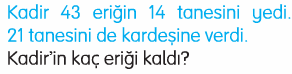 Kadir 43 eriğin 14 tanesini yedi.
21 tanesini de kardeşine verdi.
Kadir'in kaç eriği kaldı?